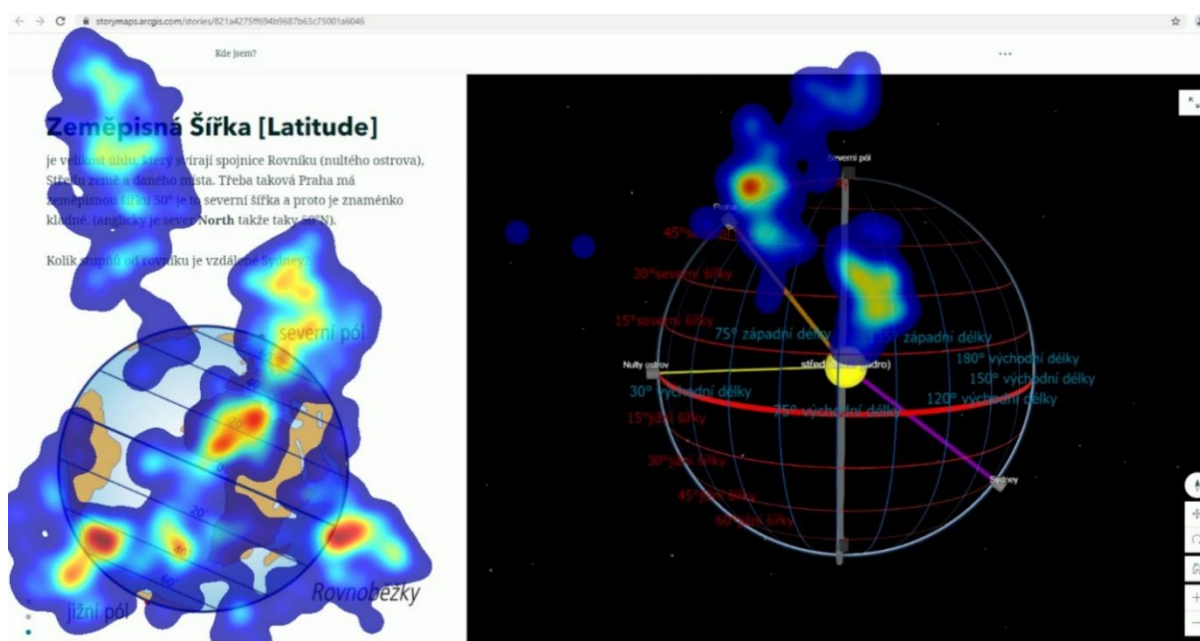 storymaps.arcgis.com/stories/821a4275ff694b9687b63c75001a6046
Kde jsem?
Zeměpisná Šířka [Latitude]
je velikost úhlu, který svírají spojnice Rovníku (nultého ostrova),
Středu země a daného místa. Třeba taková Praha má
zeměpisnou šířku 50° je to severní šířka a proto je znaménko
kladné. (anglicky je sever North takže taky 50°N).
Kolik stupňů od rovníku je vzdálené Sydney?
severní pól
0°
20°
40°
60°
Rovnoběžky
jižní pól
Severní pól
Praha
45°
30°severní šířky
15°severní šířky
75° západní délky
západní délky
180° východní délky
Nulty ostrov
150° východní délky
30° východní délky
120° východní délky
75° východní délky
15°jižní šířky
30°jižní šířky
Sydney
45°jižní šířky
60°jižní šířky